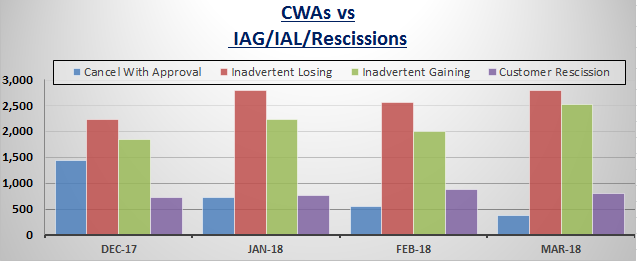 CWAs vs
IAG/IAL/Rescissions
Cancel With Approval Inadvertent Losing Inadvertent Gaining Customer Rescission
3,000
2,500
2,000
1,500
1,000
500
0
DEC-17 JAN-18 FEB-18 MAR-18